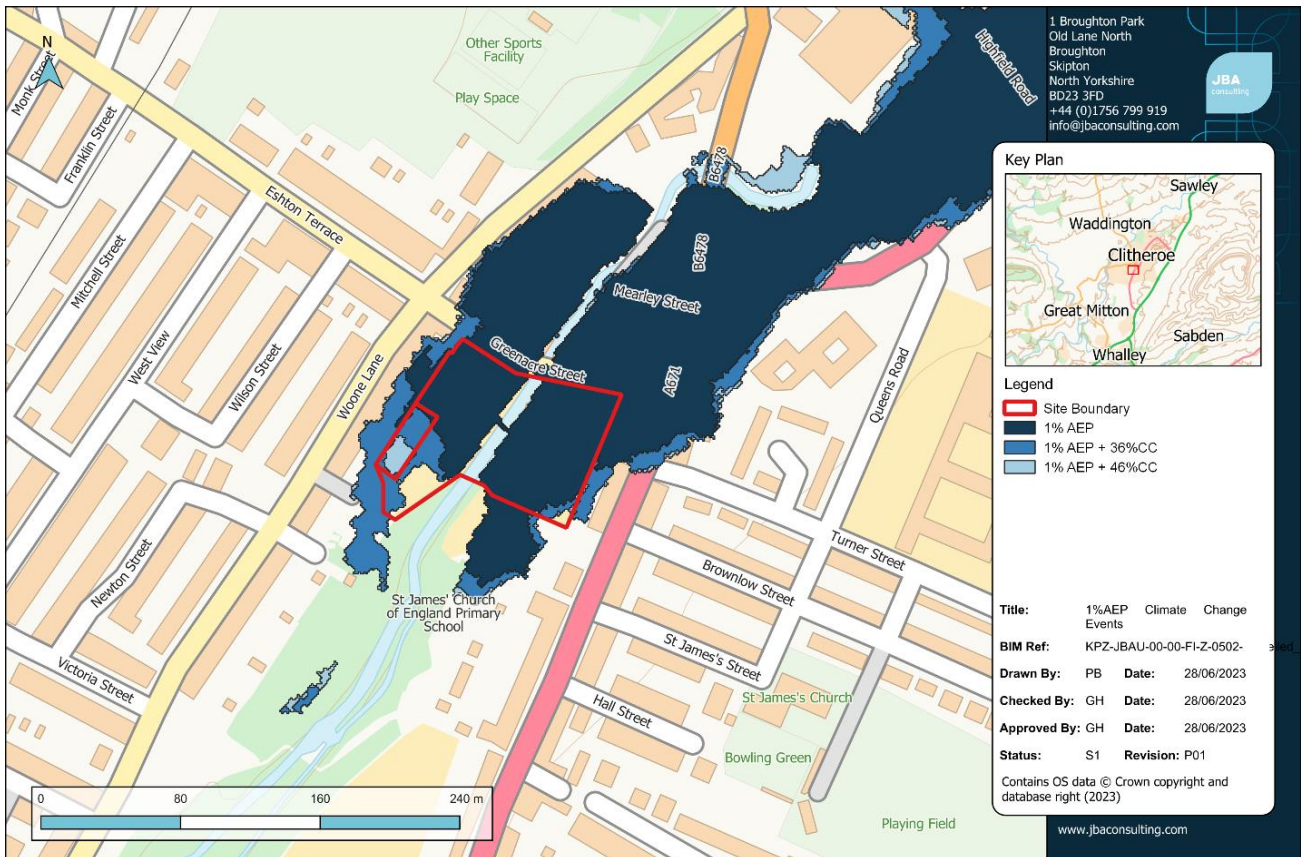 N
Monk Street
Franklin Street
Mitchell Street
Eshton Terrace
West View
Wilson Street
Woone Lane
Newton Street
Victoria Street
Other Sports
Facility
Play Space
Highfield Road
B6478
B6478
Mearley Street
Greenacre Street
A671
Queens Road
Turner Street
Brownlow Street
St James's Street
Hall Street
St James' Church
of England Primary
School
St James's Church
Bowling Green
Playing Field
0 80 160 240 m
1 Broughton Park
Old Lane North
Broughton
Skipton
North Yorkshire
BD23 3FD
+44 (0)1756 799 919
info@jbaconsulting.com
JBA
consulting
Key Plan
Sawley
Waddington
Clitheroe
Great Mitton
Sabden
Whalley
Legend
Site Boundary
1% AEP
1% AEP + 36%CC
1% AEP + 46%CC
Title: 1%AEP Climate Change
Events
BIM Ref: KPZ-JBAU-00-00-FI-Z-0502-
Drawn By: PB Date: 28/06/2023
Checked By: GH Date: 28/06/2023
Approved By: GH Date: 28/06/2023
Status: S1 Revision: P01
Contains OS data © Crown copyright and
database right (2023)
www.jbaconsulting.com